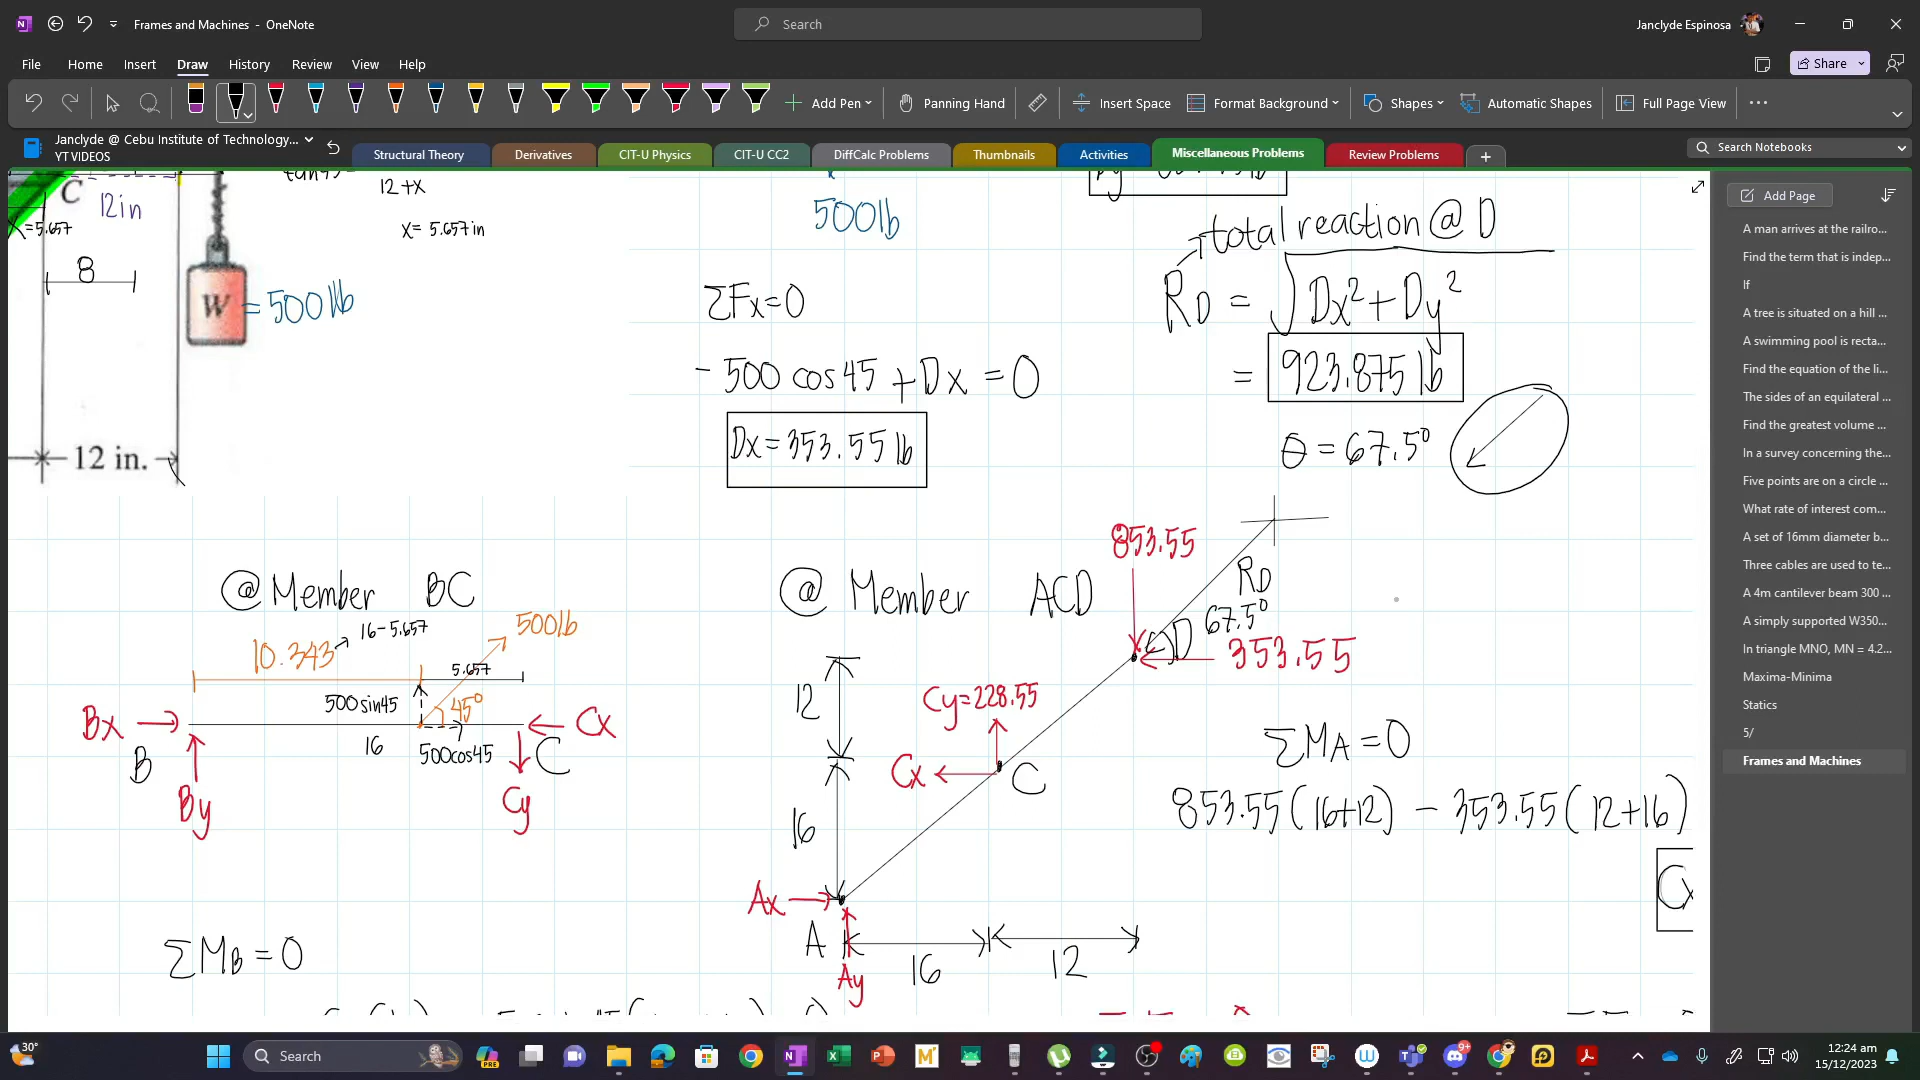 Frames and Machines - OneNote
Search
Janclyde Espinosa
File Home Insert Draw History Review View Help
Share
Add Pen
Panning Hand
Insert Space
Format Background
Shapes
Automatic Shapes
Full Page View
Janclyde @ Cebu Institute of Technology...
YT VIDEOS
Structural Theory
Derivatives
CIT-U Physics
CIT-U CC2
DiffCalc Problems
Thumbnails
Activities
Miscellaneous Problems
Review Problems
Search Notebooks
Add Page
A man arrives at the railro...
Find the term that is indep...
If
A tree is situated on a hill ...
A swimming pool is recta...
Find the equation of the li...
The sides of an equilateral ...
Find the greatest volume ...
In a survey concerning the...
Five points are on a circle ...
What rate of interest com...
A set of 16mm diameter b...
Three cables are used to te...
A 4m cantilever beam 300 ...
A simply supported W350...
In triangle MNO, MN = 4.2...
Maxima-Minima
Statics
5/
Frames and Machines
C
12in
x=5.657
8
W = 500 lb
12 in.
12+x
x= 5.657in
500lb
ΣFx=0
-500 cos45 +Dx =0
Dx=353.55 lb
total reaction @ D
RD = √Dx²+Dy²
= 923.875 lb
θ = 67.5°
@ Member BC
16-5.657
10.343
500lb
5.657
500sin45
45°
Bx
Cx
B
16
500cos45
C
By
Cy
ΣMB=0
@ Member ACD
853.55
RD
67.5°
D
353.55
12
Cy=228.55
Cx
C
16
Ax
A
16
12
Ay
ΣMA=0
853.55(16+12) - 353.55(12+16)
Cx
30°
Search
12:24 am
15/12/2023